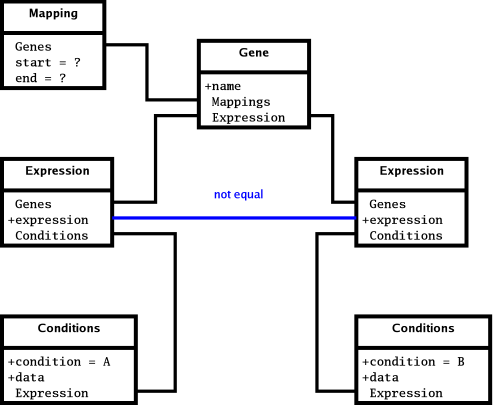 Mapping
Genes
start = ?
end = ?
Gene
+name
Mappings
Expression
Expression
Genes
+expression
Conditions
not equal
Expression
Genes
+expression
Conditions
Conditions
+condition = A
+data
Expression
Conditions
+condition = B
+data
Expression